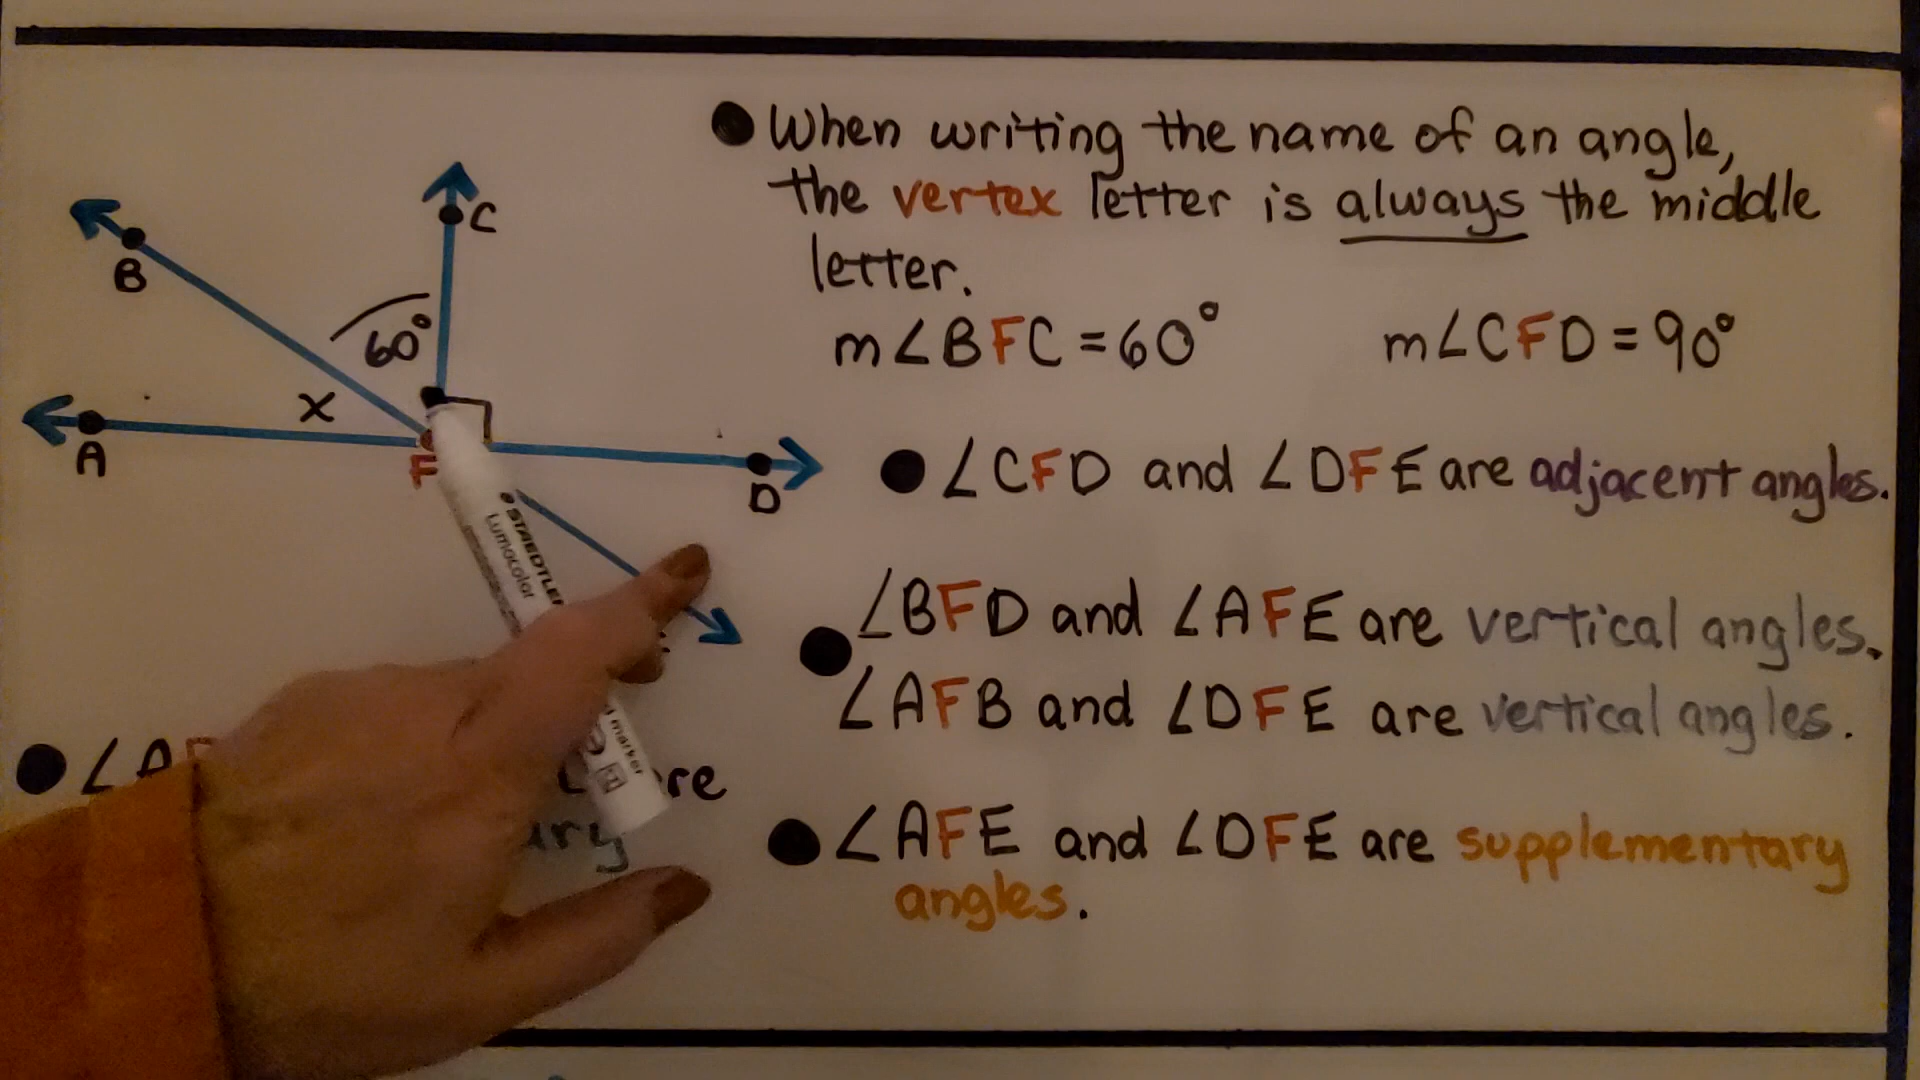 When writing the name of an angle,
the vertex letter is always the middle
letter.
m∠BFC = 60° m∠CFD = 90°
∠CFD and ∠DFE are adjacent angles.
∠BFD and ∠AFE are vertical angles.
∠AFB and ∠DFE are vertical angles.
∠AFE and ∠DFE are supplementary
angles.
B
C
60°
x
A
F
D
STAEDTLER
Lumocolor
marker
∠AF